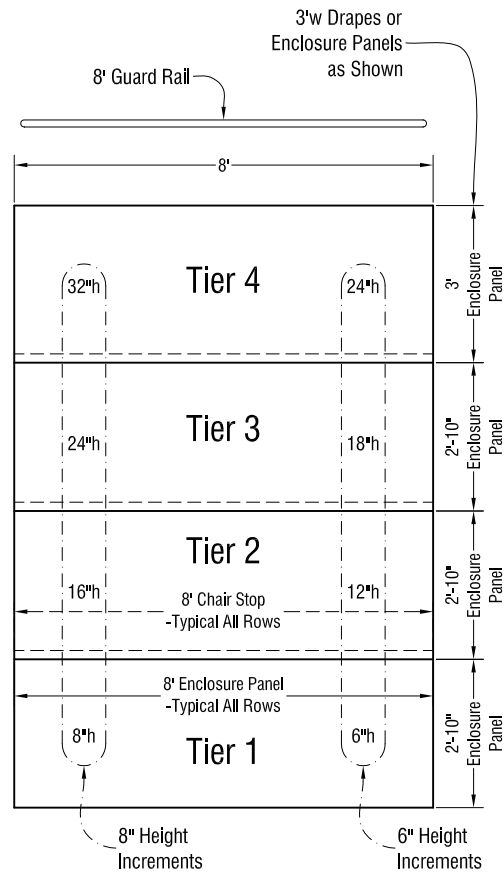 3'w Drapes or
Enclosure Panels
as Shown
8' Guard Rail
8'
32"h
Tier 4
24"h
3'
Enclosure
Panel
24"h
Tier 3
18"h
2'-10"
Enclosure
Panel
Tier 2
16"h
12"h
8' Chair Stop
-Typical All Rows
2'-10"
Enclosure
Panel
8' Enclosure Panel
-Typical All Rows
8"h
Tier 1
6"h
2'-10"
Enclosure
Panel
8" Height
Increments
6" Height
Increments